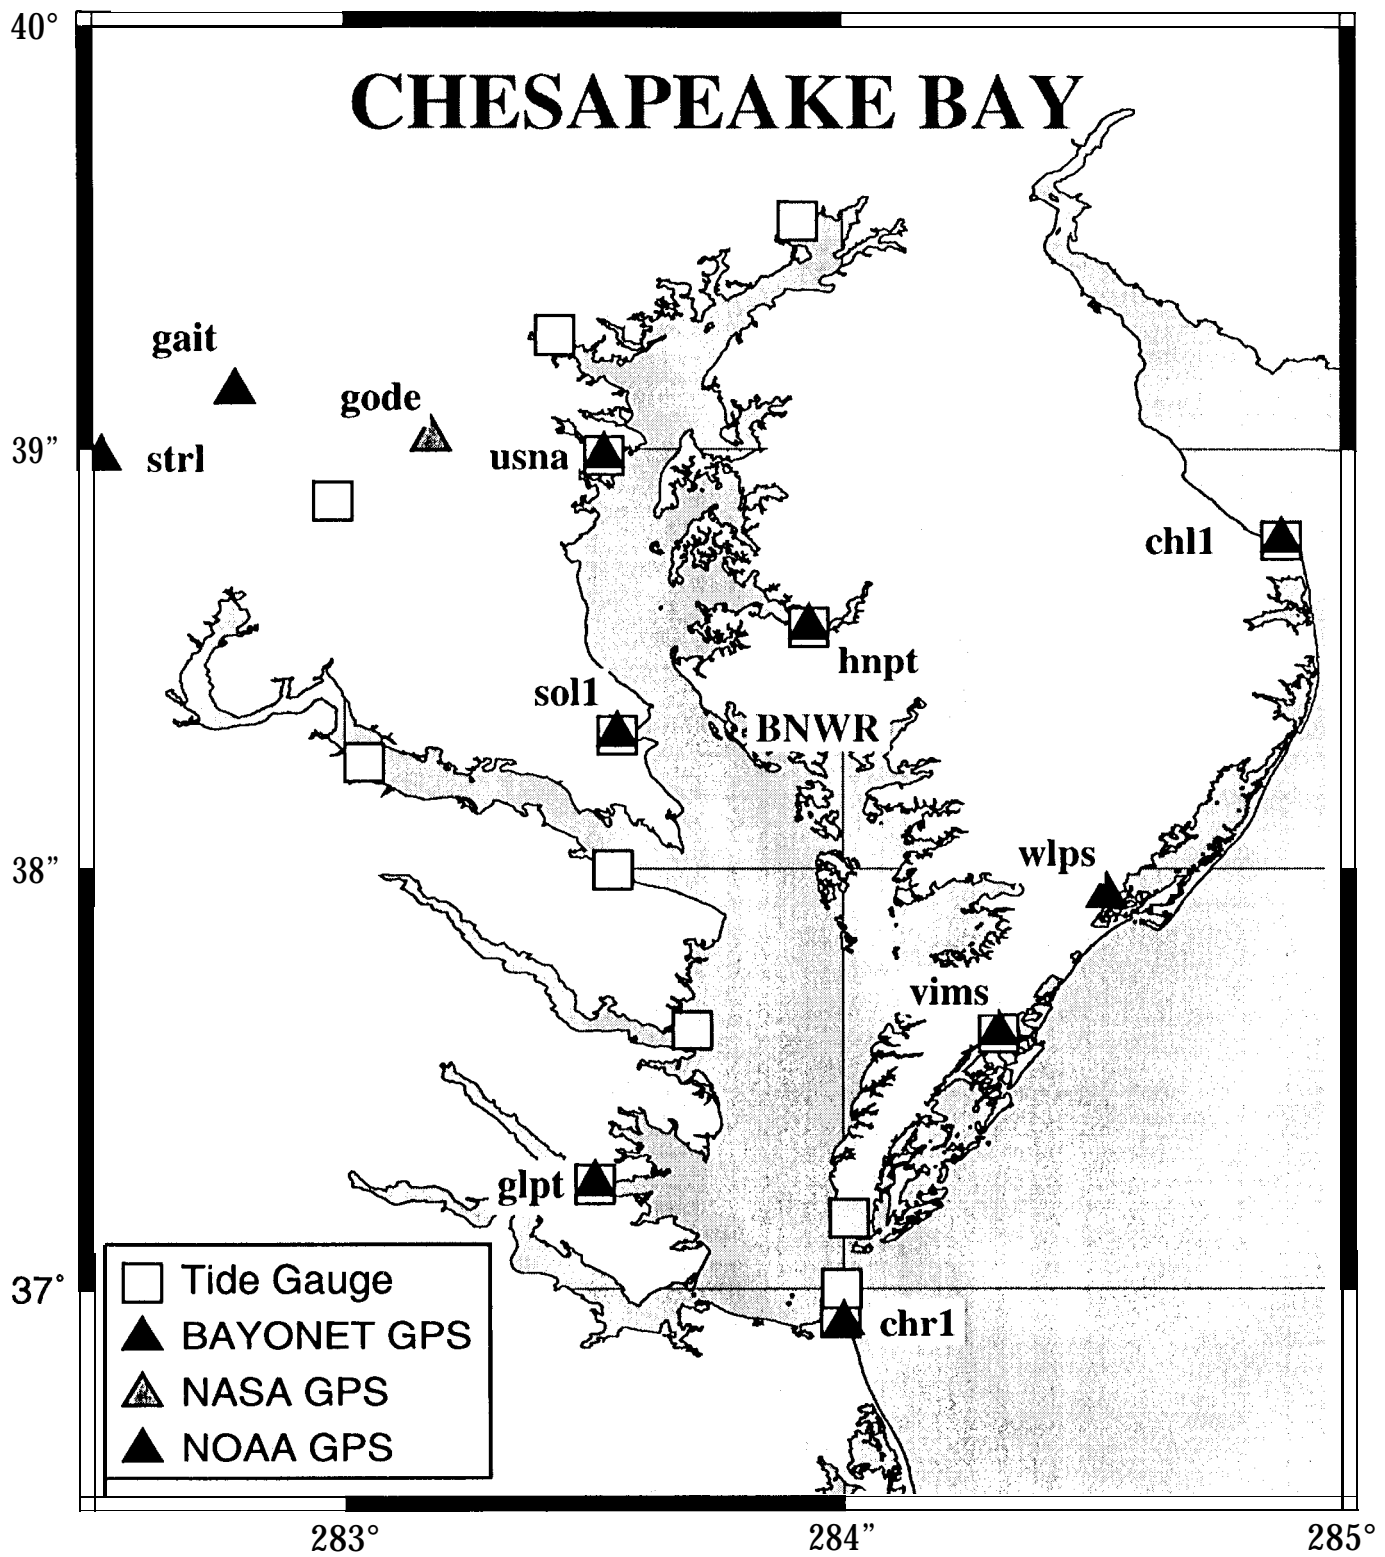 40°
CHESAPEAKE BAY
gait
gode
39"
strl
usna
chl1
hnpt
sol1
BNWR
38"
wlps
vims
glpt
37°
chr1
Tide Gauge
BAYONET GPS
NASA GPS
NOAA GPS
283°
284"
285°